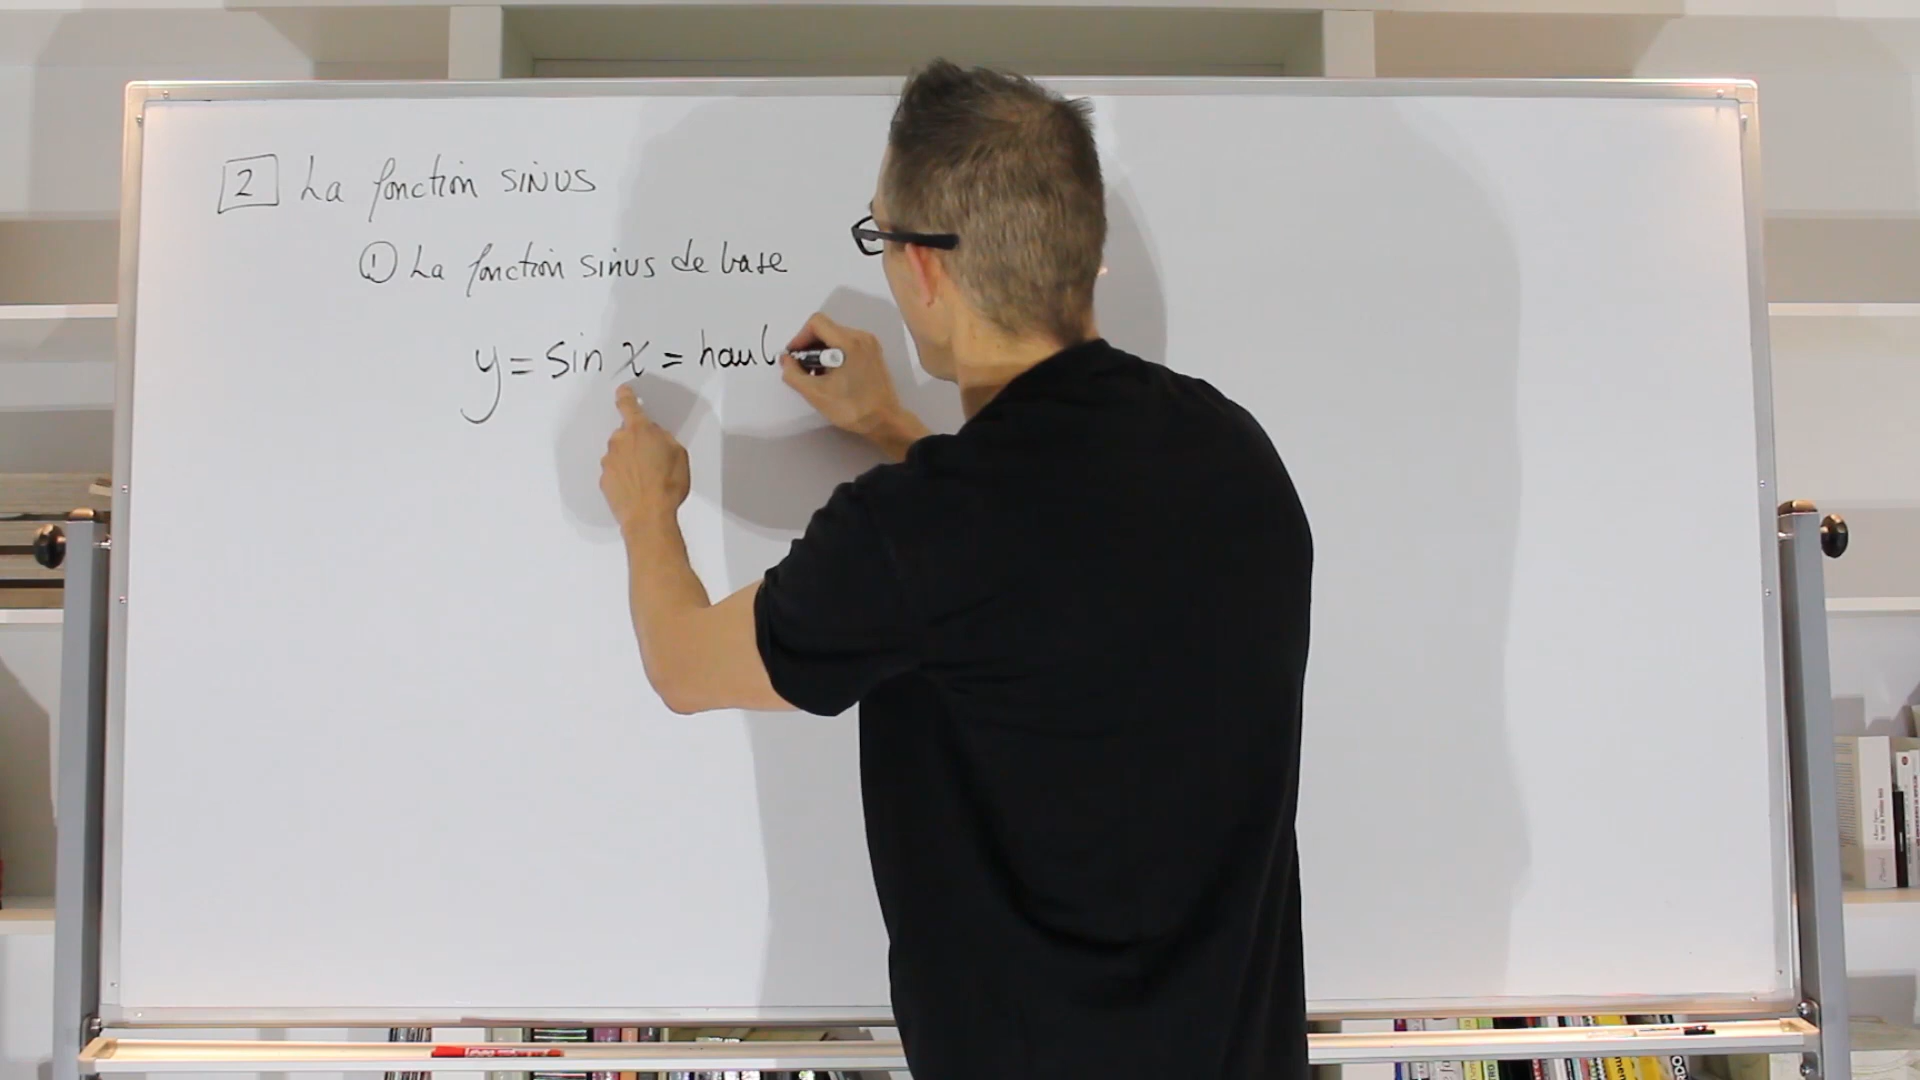 2 La fonction SINUS
① La fonction sinus de base
y = sin x = haut